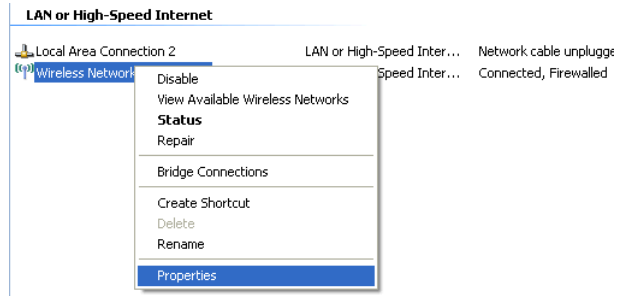 LAN or High-Speed Internet
Local Area Connection 2 LAN or High-Speed Inter... Network cable unplugge
Wireless Network Speed Inter... Connected, Firewalled
Disable
View Available Wireless Networks
Status
Repair
Bridge Connections
Create Shortcut
Delete
Rename
Properties